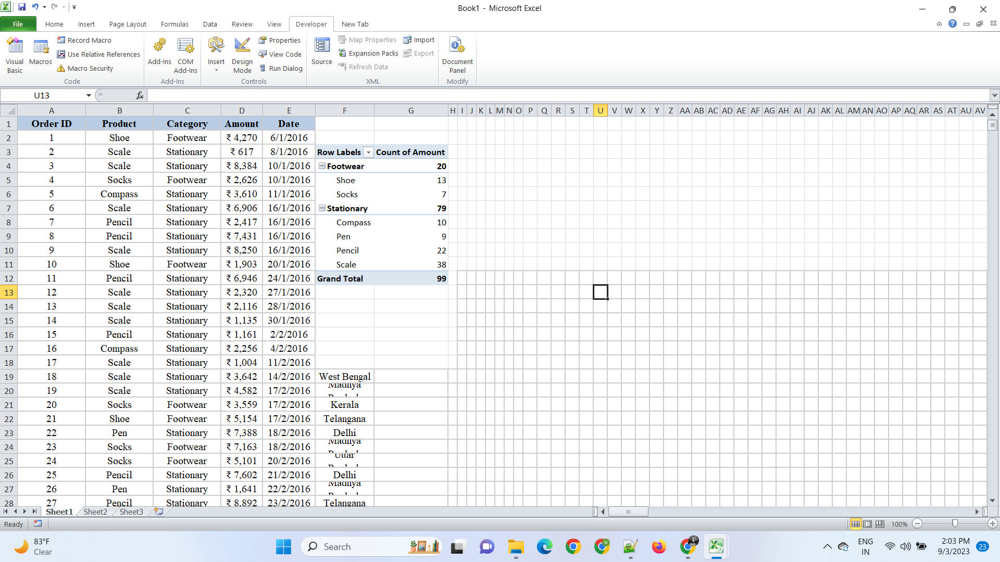 Book1 - Microsoft Excel
File Home Insert Page Layout Formulas Data Review View Developer New Tab
Visual Basic
Macros
Record Macro
Use Relative References
Macro Security
Code
Add-Ins
COM Add-Ins
Add-Ins
Insert
Design Mode
Properties
View Code
Run Dialog
Controls
Source
Map Properties
Expansion Packs
Refresh Data
Import
Export
XML
Document Panel
Modify
U13
fx
A B C D E F G H I J K L M N O P Q R S T U V W X Y Z AA AB AC AD AE AF AG AH AI AJ AK AL AM AN AO AP AQ AR AS AT AU AV
1 Order ID Product Category Amount Date
2 1 Shoe Footwear ₹ 4,270 6/1/2016
3 2 Scale Stationary ₹ 617 8/1/2016 Row Labels Count of Amount
4 3 Scale Stationary ₹ 8,384 10/1/2016 Footwear 20
5 4 Socks Footwear ₹ 2,626 10/1/2016 Shoe 13
6 5 Compass Stationary ₹ 3,610 11/1/2016 Socks 7
7 6 Scale Stationary ₹ 6,906 16/1/2016 Stationary 79
8 7 Pencil Stationary ₹ 2,417 16/1/2016 Compass 10
9 8 Pencil Stationary ₹ 7,431 16/1/2016 Pen 9
10 9 Scale Stationary ₹ 8,250 16/1/2016 Pencil 22
11 10 Shoe Footwear ₹ 1,903 20/1/2016 Scale 38
12 11 Pencil Stationary ₹ 6,946 24/1/2016 Grand Total 99
13 12 Scale Stationary ₹ 2,320 27/1/2016
14 13 Scale Stationary ₹ 2,116 28/1/2016
15 14 Scale Stationary ₹ 1,135 30/1/2016
16 15 Pencil Stationary ₹ 1,161 2/2/2016
17 16 Compass Stationary ₹ 2,256 4/2/2016
18 17 Scale Stationary ₹ 1,004 11/2/2016
19 18 Scale Stationary ₹ 3,642 14/2/2016 West Bengal
20 19 Scale Stationary ₹ 4,582 17/2/2016 Madhya
21 20 Socks Footwear ₹ 3,559 17/2/2016 Kerala
22 21 Shoe Footwear ₹ 5,154 17/2/2016 Telangana
23 22 Pen Stationary ₹ 7,388 18/2/2016 Delhi
24 23 Socks Footwear ₹ 7,163 18/2/2016 Madhya
25 24 Socks Footwear ₹ 5,101 20/2/2016 Uttar
26 25 Pencil Stationary ₹ 7,602 21/2/2016 Delhi
27 26 Pen Stationary ₹ 1,641 22/2/2016 Madhya
28 27 Pencil Stationary ₹ 8,892 23/2/2016 Telangana
Sheet1 Sheet2 Sheet3
Ready
100%
83°F
Clear
Search
ENG
IN
2:03 PM
9/3/2023
23